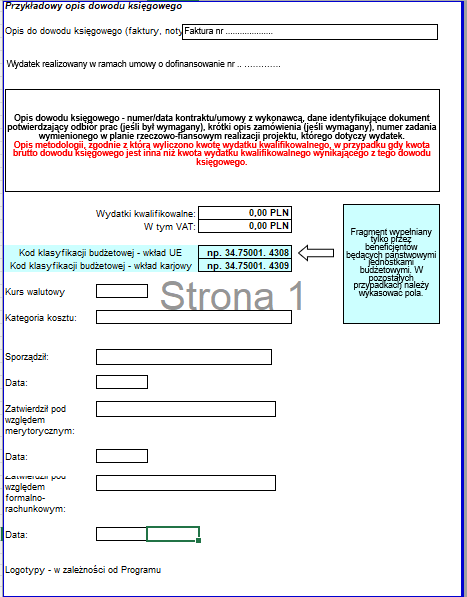 Przykładowy opis dowodu księgowego
Opis do dowodu księgowego (faktury, noty Faktura nr ...................
Wydatek realizowany w ramach umowy o dofinansowanie nr .. ..............
Opis dowodu księgowego - numer/data kontraktu/umowy z wykonawcą, dane identyfikujące dokument
potwierdzający odbiór prac (jeśli był wymagany), krótki opis zamówienia (jeśli wymagany), numer zadania
wymienionego w planie rzeczowo-fiansowym realizacji projektu, którego dotyczy wydatek.
Opis metodologii, zgodnie z którą wyliczono kwotę wydatku kwalifikowalnego, w przypadku gdy kwota
brutto dowodu księgowego jest inna niż kwota wydatku kwalifikowalnego wynikającego z tego dowodu
księgowego.
Wydatki kwalifikowalne: 0,00 PLN
W tym VAT: 0,00 PLN
Kod klasyfikacji budżetowej - wkład UE np. 34.75001. 4308
Kod klasyfikacji budżetowej - wkład karjowy np. 34.75001. 4309
Fragment wypełniany
tylko przez
beneficjentów
będących państwowymi
jednostkami
budżetowymi. W
pozostałych
przypadkach należy
wykasować pola.
Kurs walutowy
Strona 1
Kategoria kosztu:
Sporządził:
Data:
Zatwierdził pod
względem
merytorycznym:
Data:
Zatwierdził pod
względem
formalno-
rachunkowym:
Data:
Logotypy - w zależności od Programu